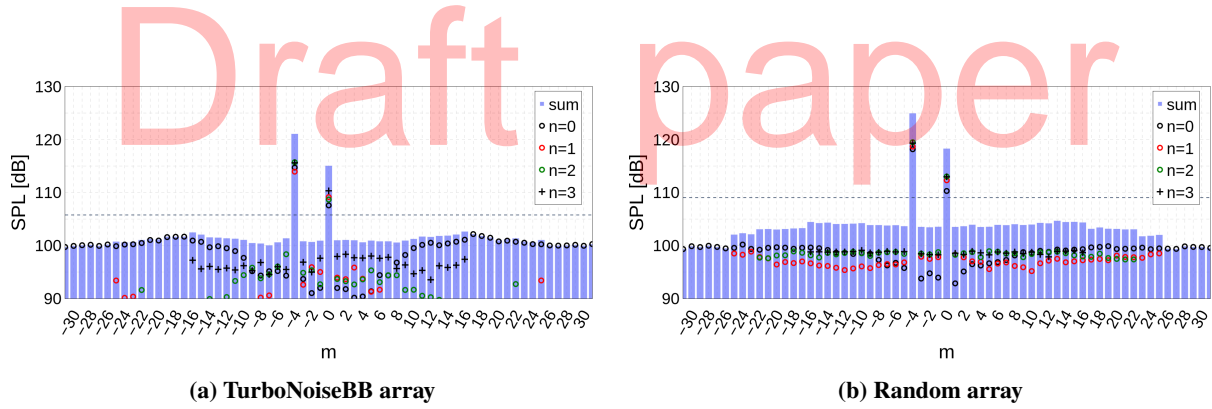 Draft paper
130
120
110
100
90
SPL [dB]
sum
n=0
n=1
n=2
n=3
−30 −28 −26 −24 −22 −20 −18 −16 −14 −12 −10 −8 −6 −4 −2 0 2 4 6 8 10 12 14 16 18 20 22 24 26 28 30
m
(a) TurboNoiseBB array
130
120
110
100
90
SPL [dB]
sum
n=0
n=1
n=2
n=3
−30 −28 −26 −24 −22 −20 −18 −16 −14 −12 −10 −8 −6 −4 −2 0 2 4 6 8 10 12 14 16 18 20 22 24 26 28 30
m
(b) Random array